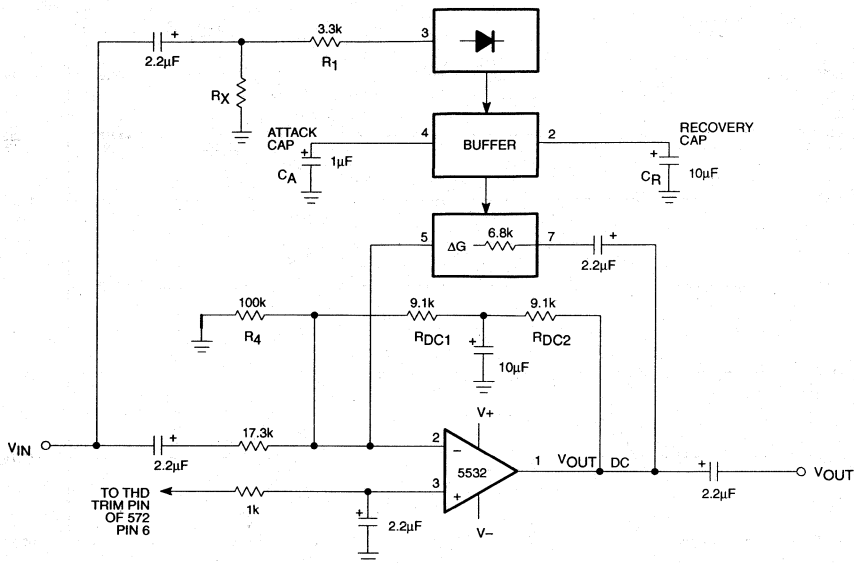 3.3k
3
2.2μF
+
R1
RX
ATTACK
CAP
4
BUFFER
2
RECOVERY
CAP
+
1μF
CA
+
CR
10μF
5
ΔG
6.8k
7
+
2.2μF
100k
R4
9.1k
RDC1
9.1k
RDC2
+
10μF
VIN
+
2.2μF
17.3k
V+
2
−
5532
1
VOUT DC
3
+
V−
+
2.2μF
VOUT
TO THD
TRIM PIN
OF 572
PIN 6
1k
+
2.2μF